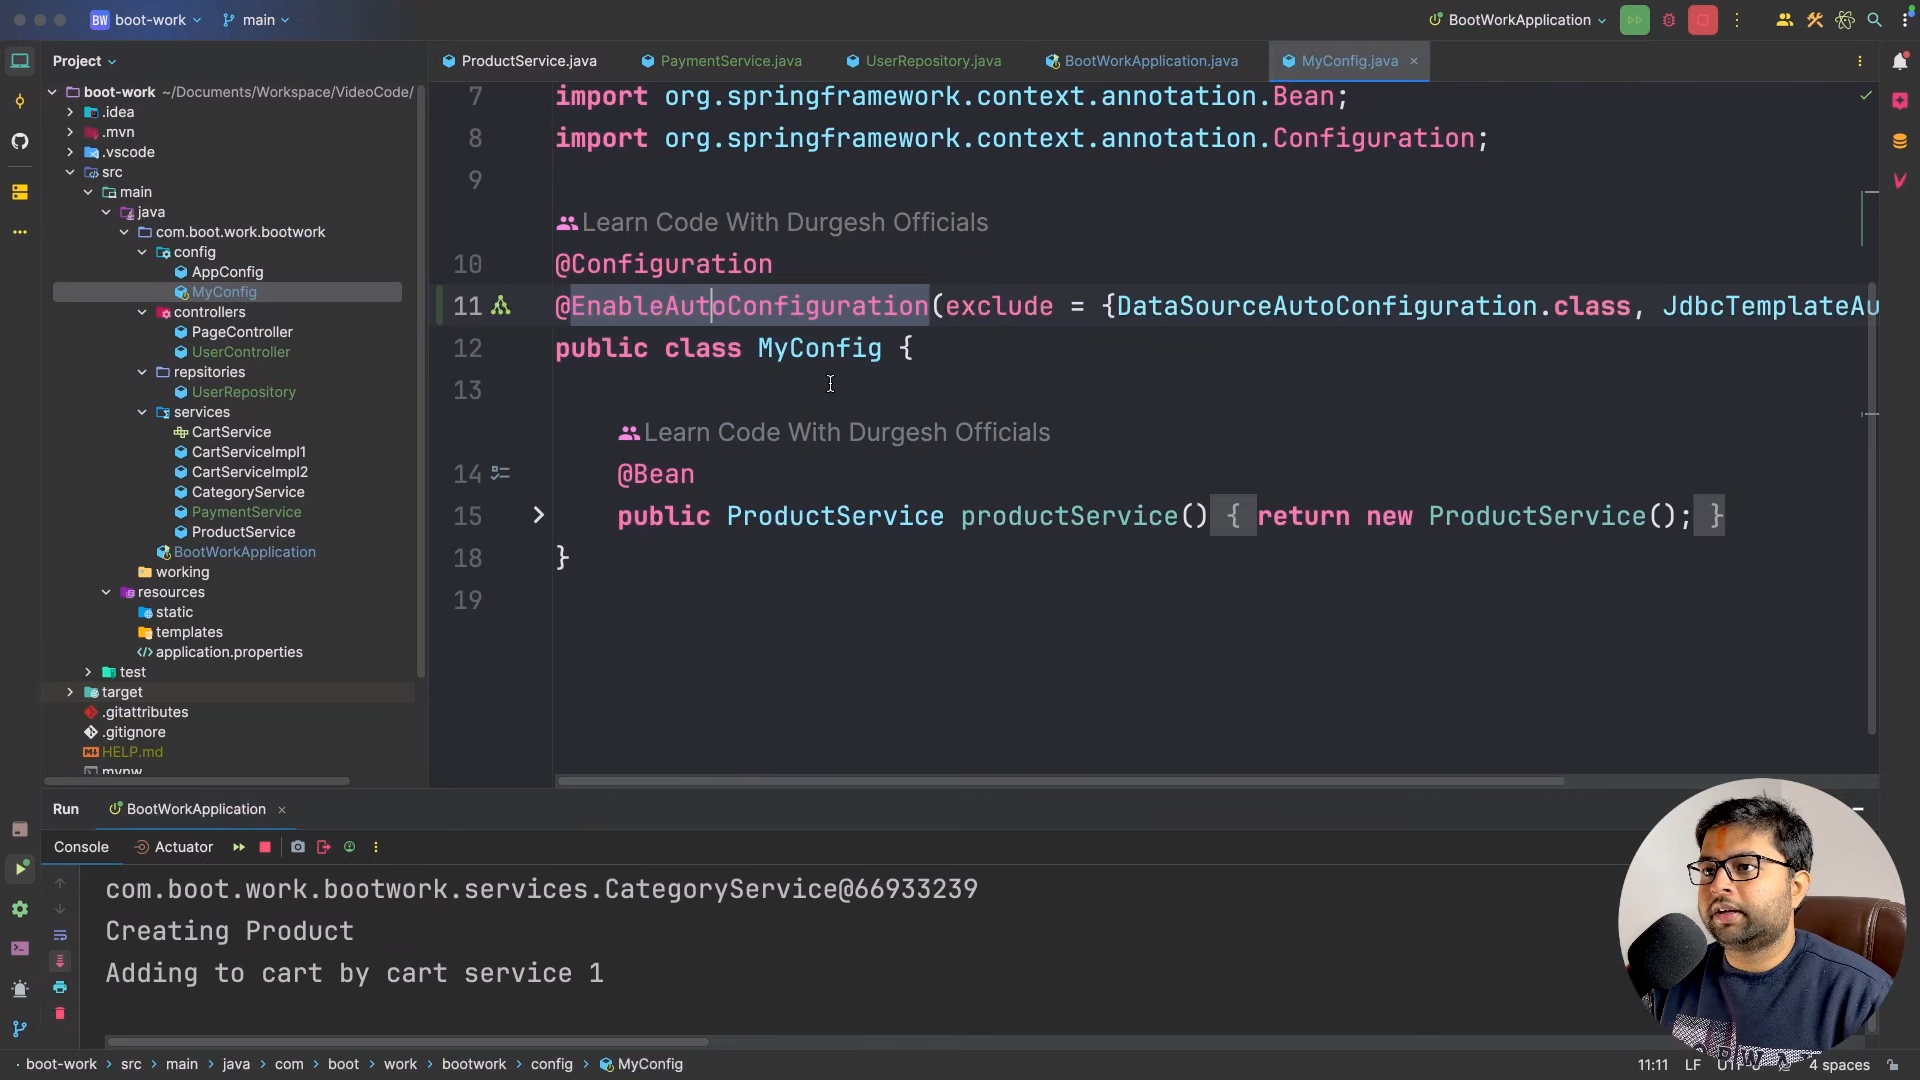 BW boot-work main BootWorkApplication
Project
ProductService.java PaymentService.java UserRepository.java BootWorkApplication.java MyConfig.java
boot-work ~/Documents/Workspace/VideoCode/
.idea
.mvn
.vscode
src
main
java
com.boot.work.bootwork
config
AppConfig
MyConfig
controllers
PageController
UserController
repsitories
UserRepository
services
CartService
CartServiceImpl1
CartServiceImpl2
CategoryService
PaymentService
ProductService
BootWorkApplication
working
resources
static
templates
application.properties
test
target
.gitattributes
.gitignore
HELP.md
mvnw
7 import org.springframework.context.annotation.Bean;
8 import org.springframework.context.annotation.Configuration;
9
Learn Code With Durgesh Officials
10 @Configuration
11 @EnableAutoConfiguration(exclude = {DataSourceAutoConfiguration.class, JdbcTemplateAu
12 public class MyConfig {
13
Learn Code With Durgesh Officials
14 @Bean
15 public ProductService productService() { return new ProductService(); }
18 }
19
Run BootWorkApplication
Console Actuator
com.boot.work.bootwork.services.CategoryService@66933239
Creating Product
Adding to cart by cart service 1
boot-work > src > main > java > com > boot > work > bootwork > config > MyConfig
11:11 LF 4 spaces